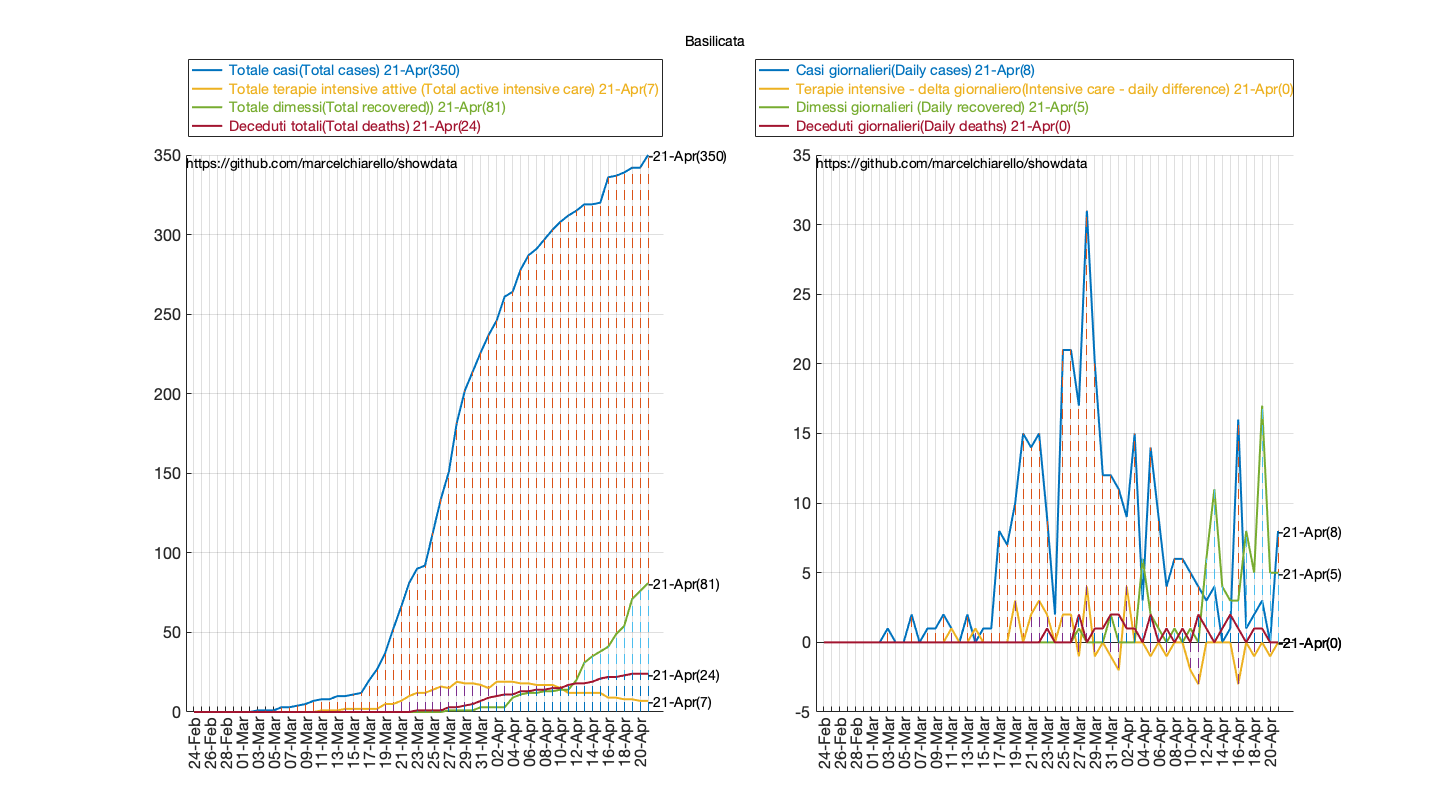 Basilicata
Totale casi(Total cases) 21-Apr(350)
Totale terapie intensive attive (Total active intensive care) 21-Apr(7)
Totale dimessi(Total recovered)) 21-Apr(81)
Deceduti totali(Total deaths) 21-Apr(24)
350
https://github.com/marcelchiarello/showdata
21-Apr(350)
300
250
200
150
100
21-Apr(81)
50
21-Apr(24)
21-Apr(7)
0
24-Feb
26-Feb
28-Feb
01-Mar
03-Mar
05-Mar
07-Mar
09-Mar
11-Mar
13-Mar
15-Mar
17-Mar
19-Mar
21-Mar
23-Mar
25-Mar
27-Mar
29-Mar
31-Mar
02-Apr
04-Apr
06-Apr
08-Apr
10-Apr
12-Apr
14-Apr
16-Apr
18-Apr
20-Apr
Casi giornalieri(Daily cases) 21-Apr(8)
Terapie intensive - delta giornaliero(Intensive care - daily difference) 21-Apr(0)
Dimessi giornalieri (Daily recovered) 21-Apr(5)
Deceduti giornalieri(Daily deaths) 21-Apr(0)
35
https://github.com/marcelchiarello/showdata
30
25
20
15
10
21-Apr(8)
5
21-Apr(5)
0
21-Apr(0)
-5
24-Feb
26-Feb
28-Feb
01-Mar
03-Mar
05-Mar
07-Mar
09-Mar
11-Mar
13-Mar
15-Mar
17-Mar
19-Mar
21-Mar
23-Mar
25-Mar
27-Mar
29-Mar
31-Mar
02-Apr
04-Apr
06-Apr
08-Apr
10-Apr
12-Apr
14-Apr
16-Apr
18-Apr
20-Apr